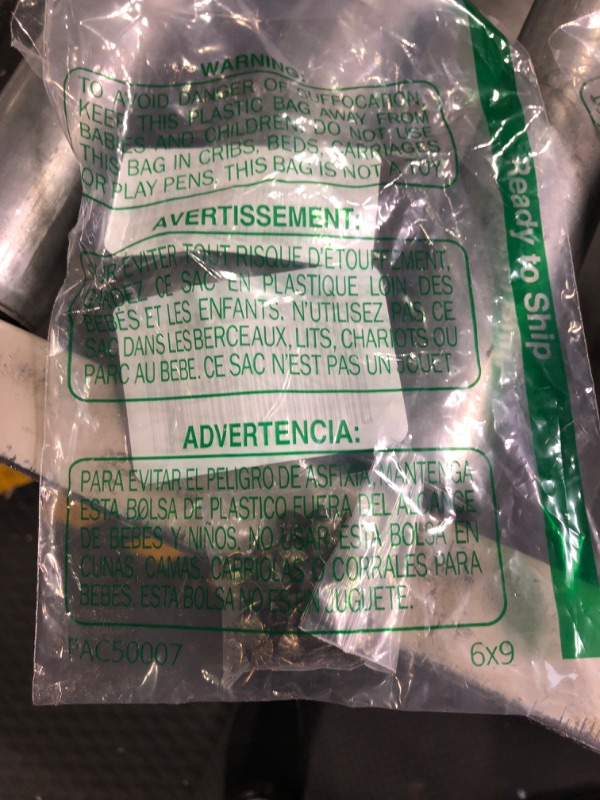 WARNING:
TO AVOID DANGER OF SUFFOCATION,
KEEP THIS PLASTIC BAG AWAY FROM
BABIES AND CHILDREN. DO NOT USE
THIS BAG IN CRIBS, BEDS, CARRIAGES
OR PLAY PENS. THIS BAG IS NOT A TOY.
AVERTISSEMENT:
POUR EVITER TOUT RISQUE D'ÉTOUFFEMENT,
GARDEZ CE SAC EN PLASTIQUE LOIN DES
BEBES ET LES ENFANTS. N'UTILISEZ PAS CE
SAC DANS LES BERCEAUX, LITS, CHARIOTS OU
PARC AU BEBE. CE SAC N'EST PAS UN JOUET.
ADVERTENCIA:
PARA EVITAR EL PELIGRO DE ASFIXIA, MANTENGA
ESTA BOLSA DE PLASTICO FUERA DEL ALCANSE
DE BEBES Y NIÑOS. NO USAR ESTA BOLSA EN
CUNAS, CAMAS, CARRIOLAS O CORRALES PARA
BEBES. ESTA BOLSA NO ES UN JUGUETE.
PAC50007
6x9
Ready to Ship